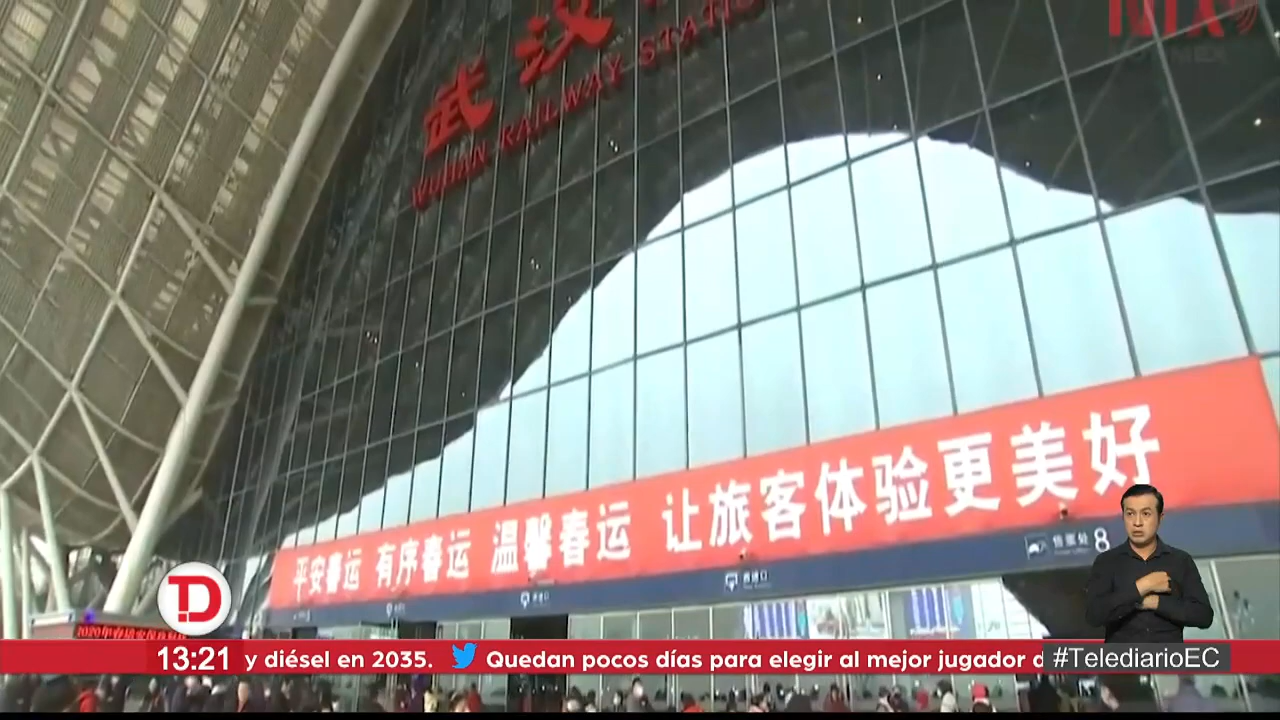 武汉
WUHAN RAILWAY STATION
平安春运 有序春运 温馨春运 让旅客体验更美好
8
TD
13:21 y diésel en 2035. Quedan pocos días para elegir al mejor jugador d #TelediarioEC